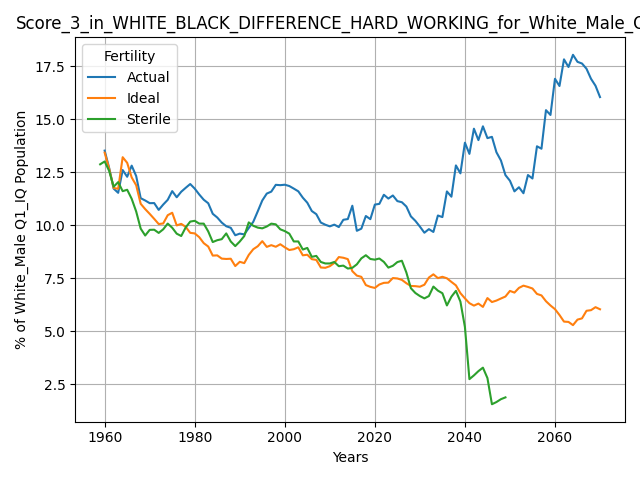 Score_3_in_WHITE_BLACK_DIFFERENCE_HARD_WORKING_for_White_Male_
Fertility
Actual
Ideal
Sterile
17.5
15.0
12.5
10.0
7.5
5.0
2.5
% of White_Male Q1_IQ Population
1960
1980
2000
2020
2040
2060
Years